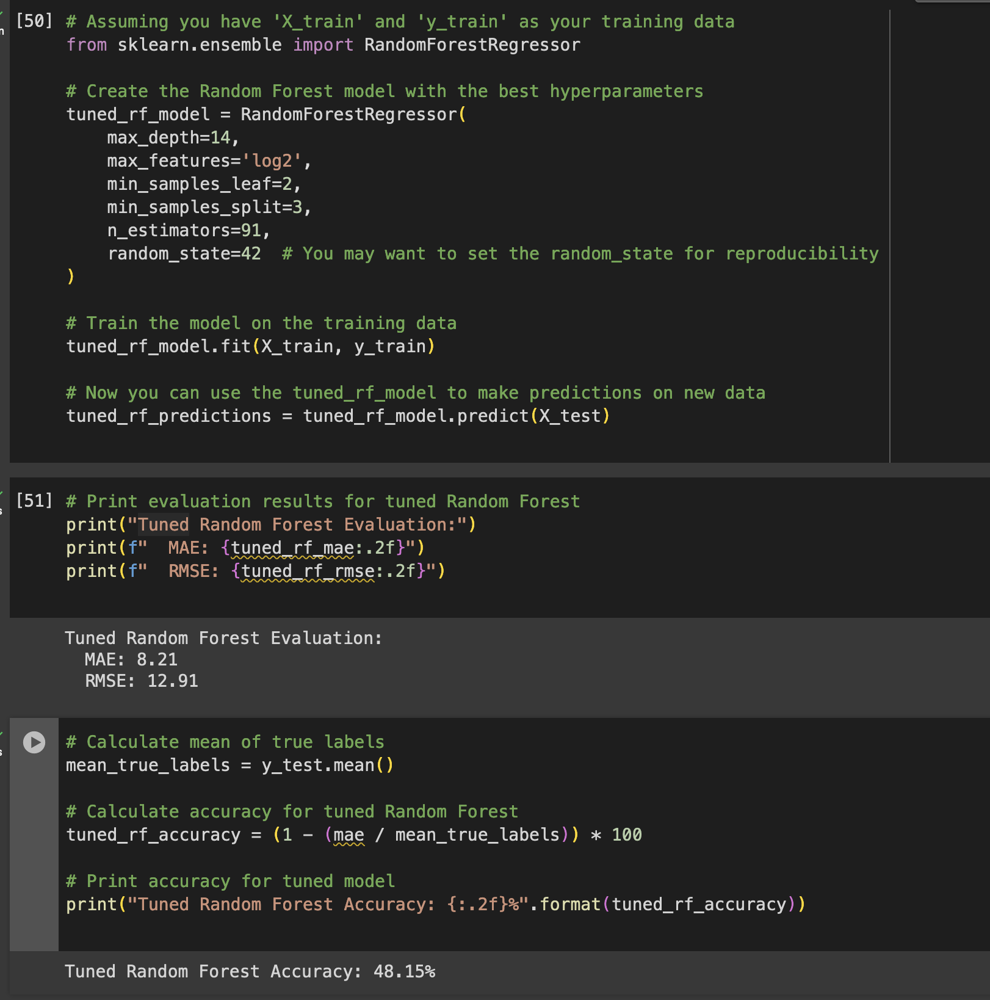 [50] # Assuming you have 'X_train' and 'y_train' as your training data
from sklearn.ensemble import RandomForestRegressor
# Create the Random Forest model with the best hyperparameters
tuned_rf_model = RandomForestRegressor(
    max_depth=14,
    max_features='log2',
    min_samples_leaf=2,
    min_samples_split=3,
    n_estimators=91,
    random_state=42  # You may want to set the random_state for reproducibility
)
# Train the model on the training data
tuned_rf_model.fit(X_train, y_train)
# Now you can use the tuned_rf_model to make predictions on new data
tuned_rf_predictions = tuned_rf_model.predict(X_test)
[51] # Print evaluation results for tuned Random Forest
print("Tuned Random Forest Evaluation:")
print(f"  MAE: {tuned_rf_mae:.2f}")
print(f"  RMSE: {tuned_rf_rmse:.2f}")
Tuned Random Forest Evaluation:
  MAE: 8.21
  RMSE: 12.91
# Calculate mean of true labels
mean_true_labels = y_test.mean()
# Calculate accuracy for tuned Random Forest
tuned_rf_accuracy = (1 - (mae / mean_true_labels)) * 100
# Print accuracy for tuned model
print("Tuned Random Forest Accuracy: {:.2f}%".format(tuned_rf_accuracy))
Tuned Random Forest Accuracy: 48.15%